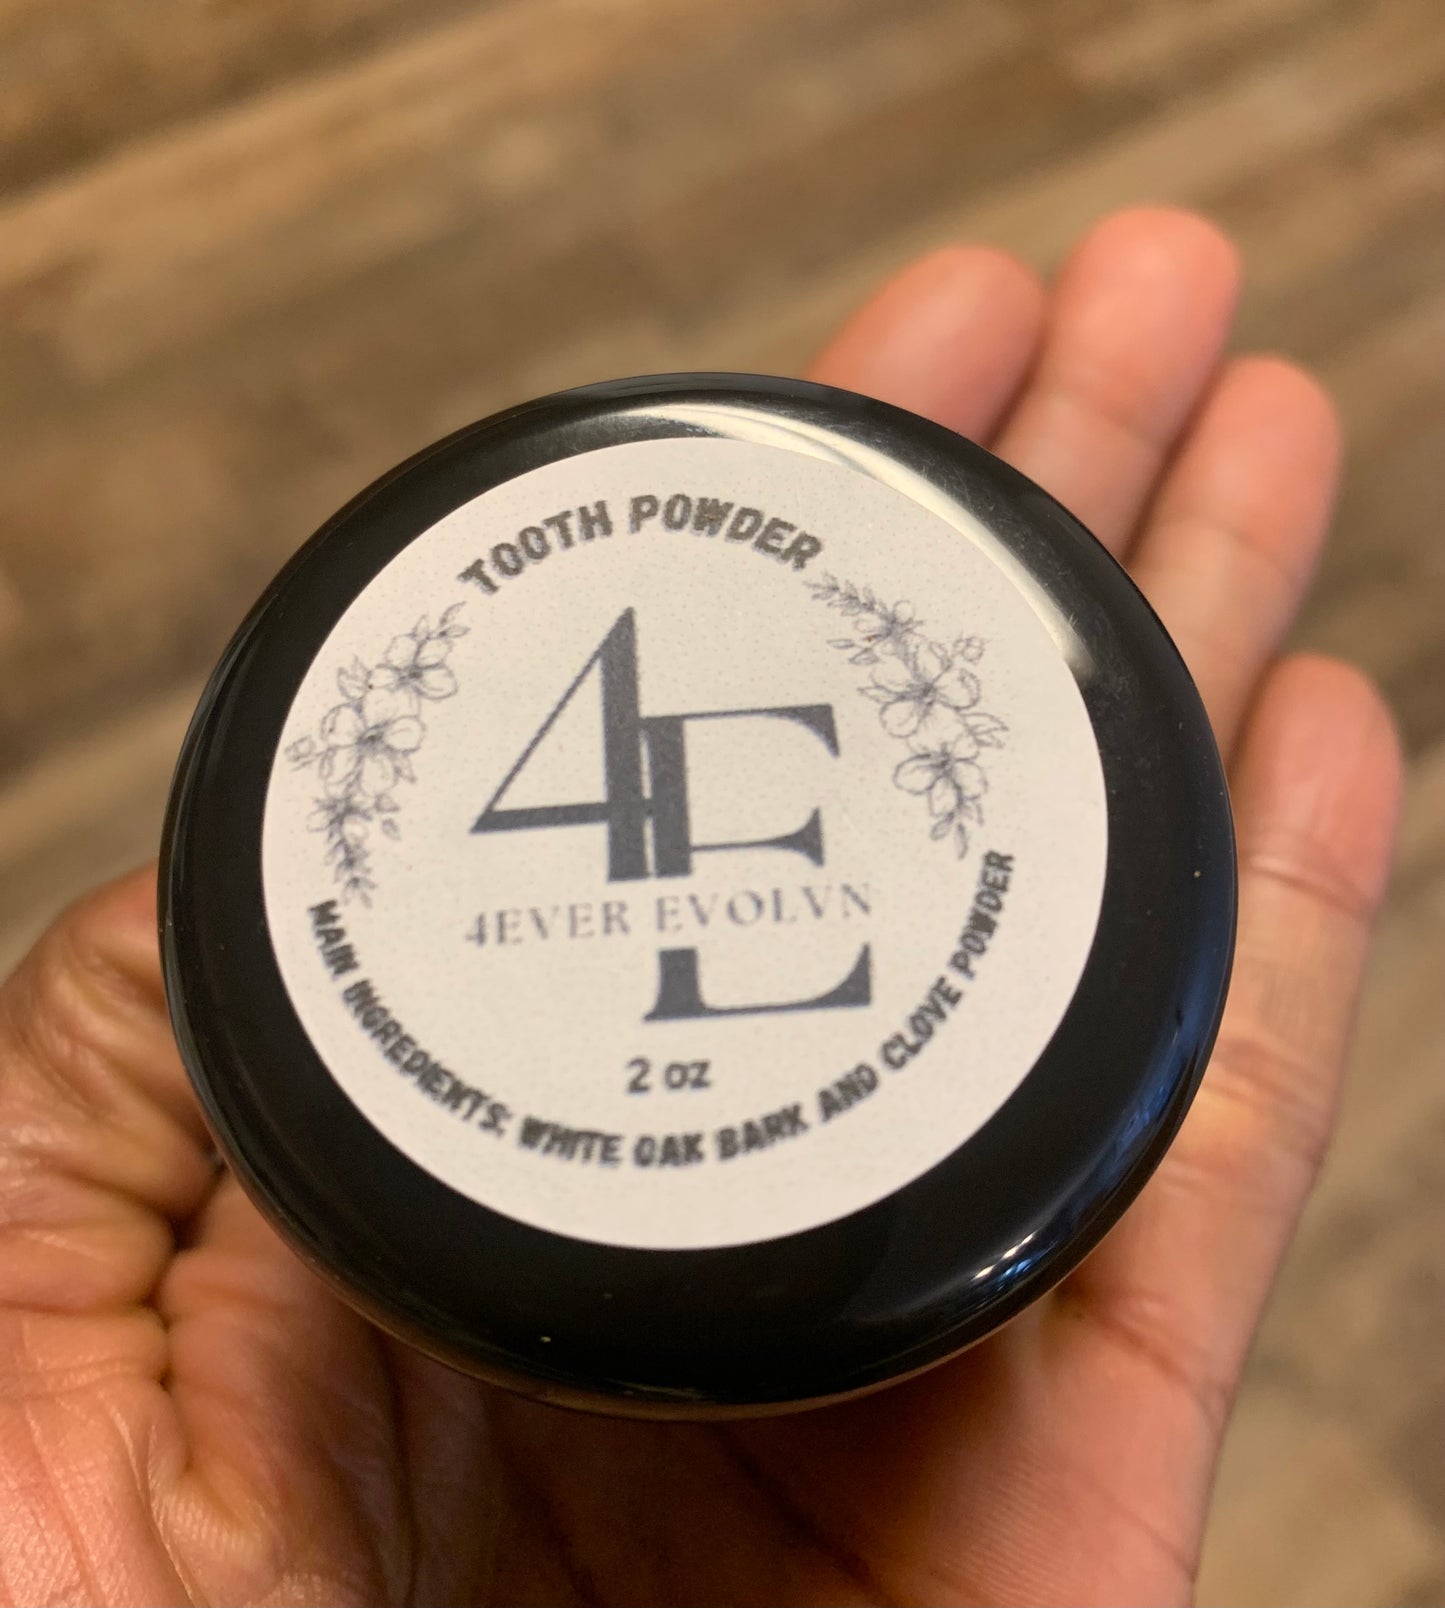 TOOTH POWDER
4E
4EVER EVOLVN
2 oz
MAIN INGREDIENTS: WHITE OAK BARK AND CLOVE POWDER